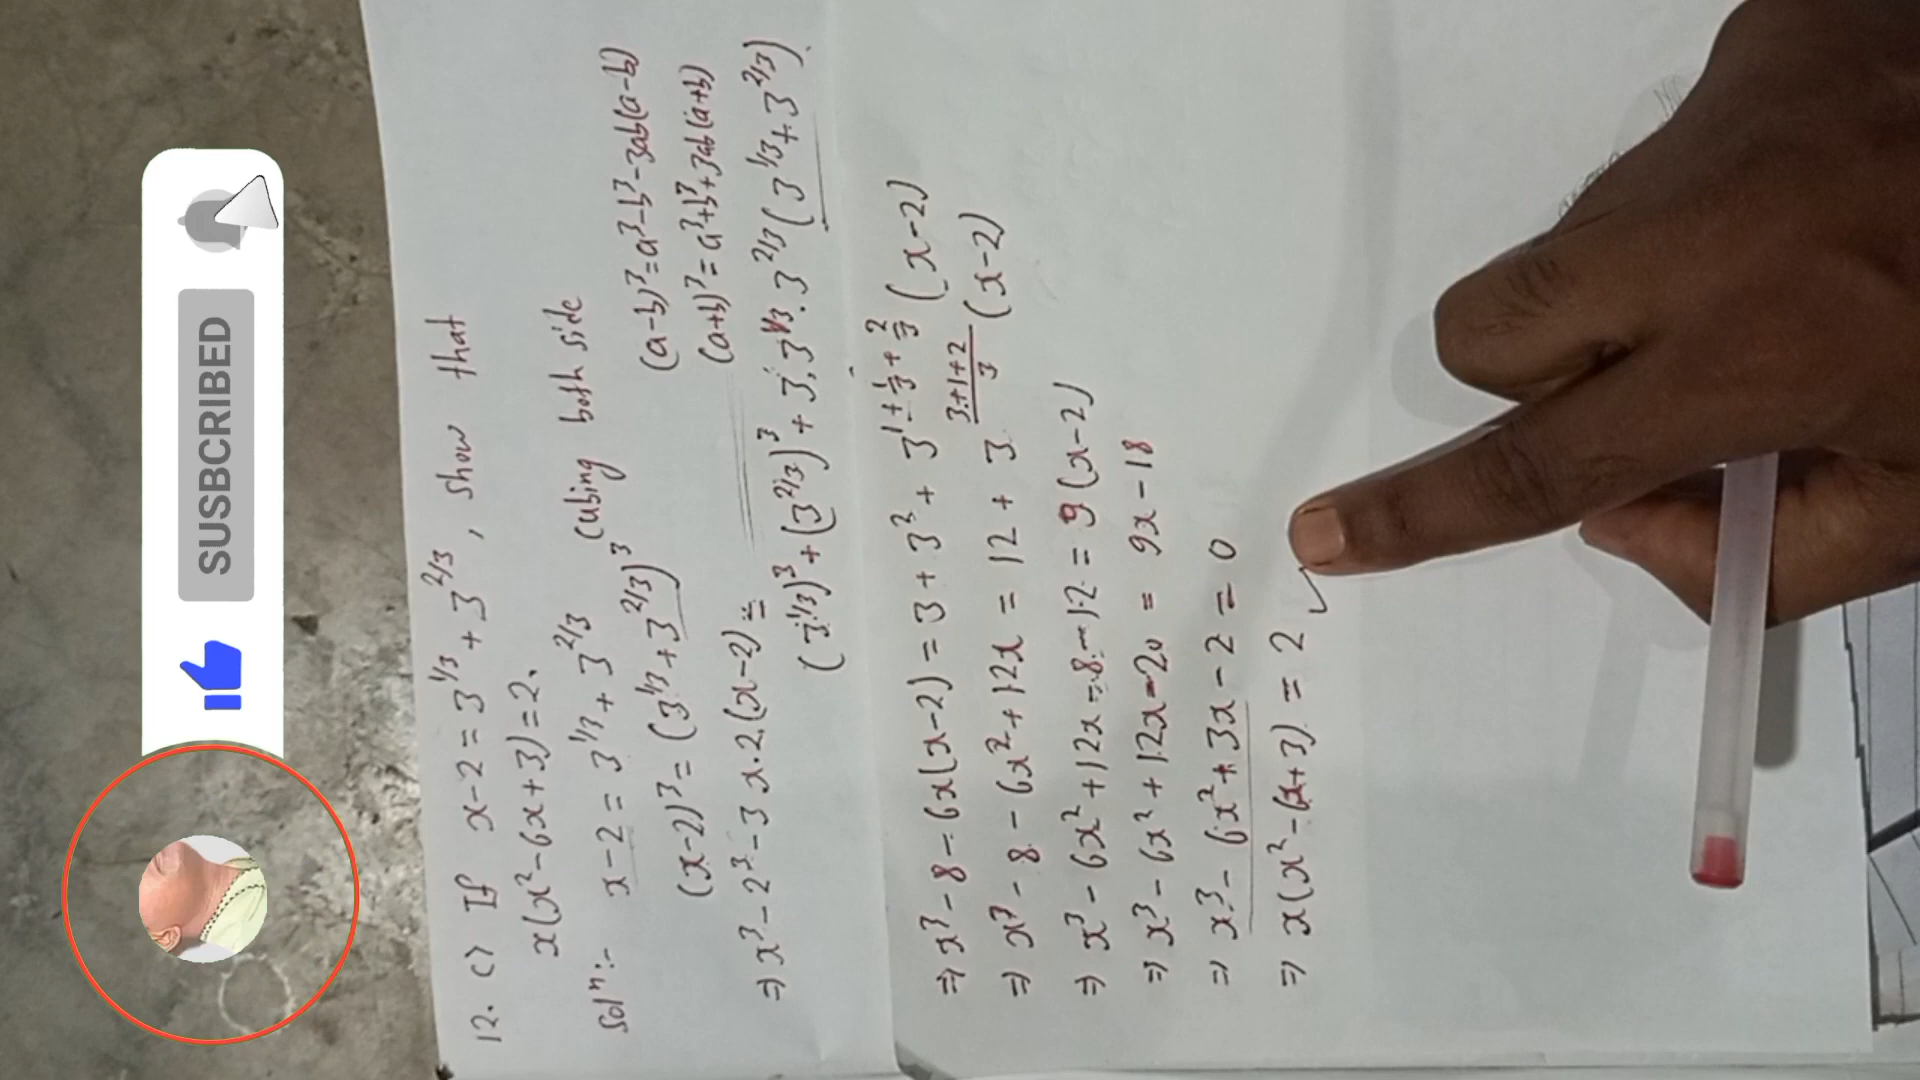 SUSBCRIBED
12. c) If x-2 = 3^1/3 + 3^2/3, show that
x(x²-6x+3)=2.
Solⁿ:- x-2 = 3^1/3 + 3^2/3 Cubing both side
(x-2)³ = (3^1/3 + 3^2/3)³
(a-b)³ = a³-b³-3ab(a-b)
(a+b)³ = a³+b³+3ab(a+b)
⇒ x³-2³-3x.2(x-2) =
(3^1/3)³+(3^2/3)³ + 3.3^1/3.3^2/3 (3^1/3+3^2/3)
⇒ x³-8-6x(x-2) = 3+3²+3^1+1/3+2/3 (x-2)
⇒ x³-8-6x²+12x = 12+3^(3+1+2)/3 (x-2)
⇒ x³-6x²+12x-8-12 = 9(x-2)
⇒ x³-6x²+12x-20 = 9x-18
⇒ x³-6x²+3x-2 = 0
⇒ x(x²-6x+3) = 2